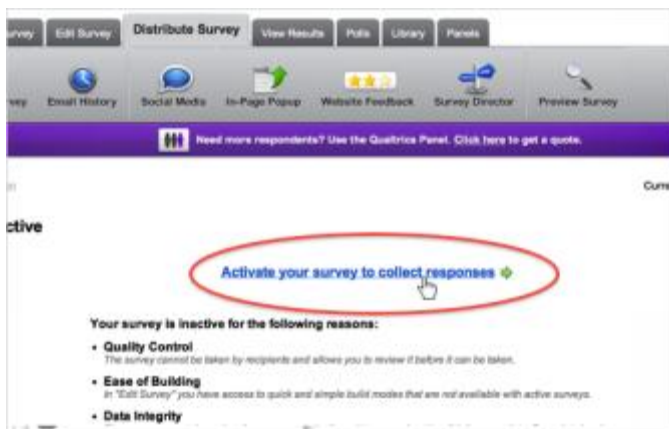 urvey Edit Survey Distribute Survey View Results Polls Library Panels
vey Email History Social Media In-Page Popup Website Feedback Survey Director Preview Survey
Need more respondents? Use the Qualtrics Panel. Click here to get a quote.
Curre
ctive
Activate your survey to collect responses
Your survey is inactive for the following reasons:
• Quality Control
The survey cannot be taken by recipients and allows you to review it before it can be taken.
• Ease of Building
In "Edit Survey" you have access to quick and simple build modes that are not available with active surveys.
• Data Integrity